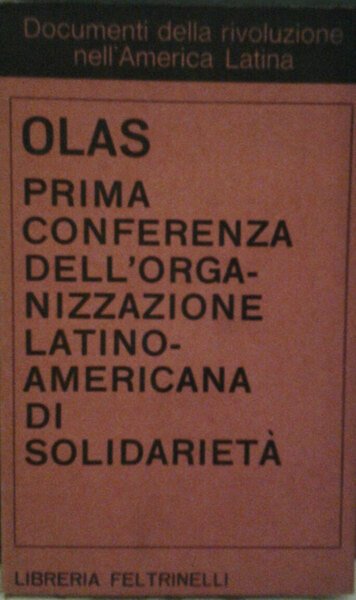 Documenti della rivoluzione
nell'America Latina
OLAS
PRIMA
CONFERENZA
DELL'ORGA-
NIZZAZIONE
LATINO-
AMERICANA
DI
SOLIDARIETÀ
LIBRERIA FELTRINELLI